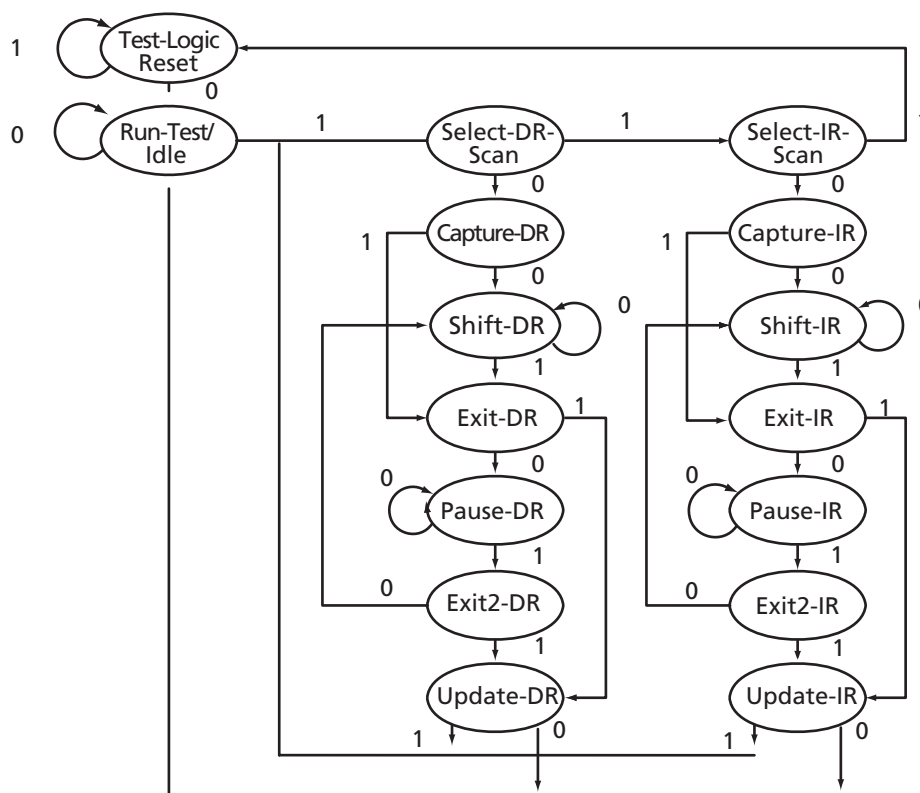 1
Test-Logic
Reset
0
0
Run-Test/
Idle
1
Select-DR-
Scan
1
Select-IR-
Scan
0
0
1
Capture-DR
1
Capture-IR
0
0
Shift-DR
0
Shift-IR
1
1
Exit-DR
1
Exit-IR
1
0
0
0
Pause-DR
0
Pause-IR
1
1
0
Exit2-DR
0
Exit2-IR
1
1
Update-DR
Update-IR
1
0
1
0